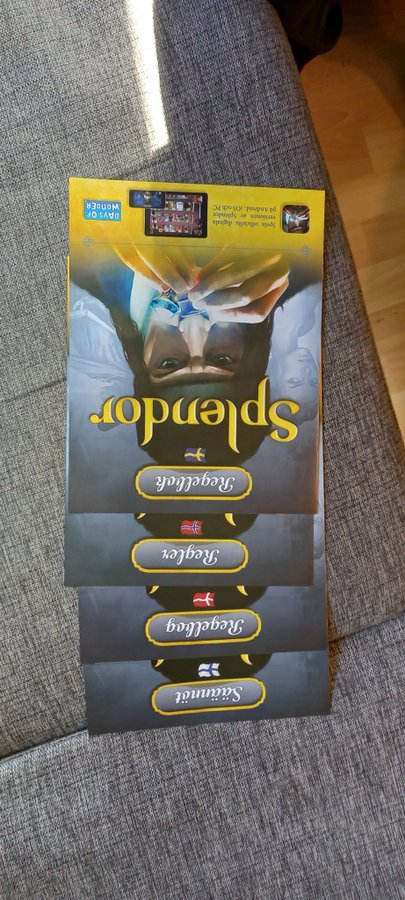 Säännöt
Regelbog
Regler
Regelbok
Splendor
Spela officiella digitala
versionen av Splendor
på Android, iOS och PC
DAYS OF
WONDER